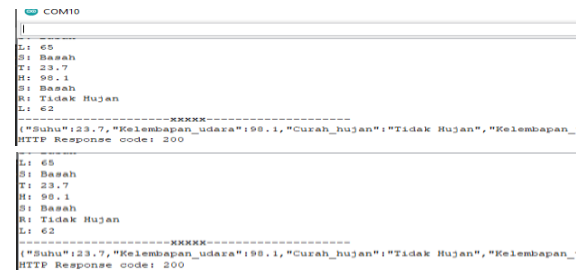 COM10
L: 65
S: Basah
T: 23.7
H: 98.1
S: Basah
R: Tidak Hujan
L: 62
----------------------xxxxx---------------------
{"Suhu":23.7,"Kelembapan_udara":98.1,"Curah_hujan":"Tidak Hujan","Kelembapan_
HTTP Response code: 200
L: 65
S: Basah
T: 23.7
H: 98.1
S: Basah
R: Tidak Hujan
L: 62
----------------------xxxxx---------------------
{"Suhu":23.7,"Kelembapan_udara":98.1,"Curah_hujan":"Tidak Hujan","Kelembapan_
HTTP Response code: 200